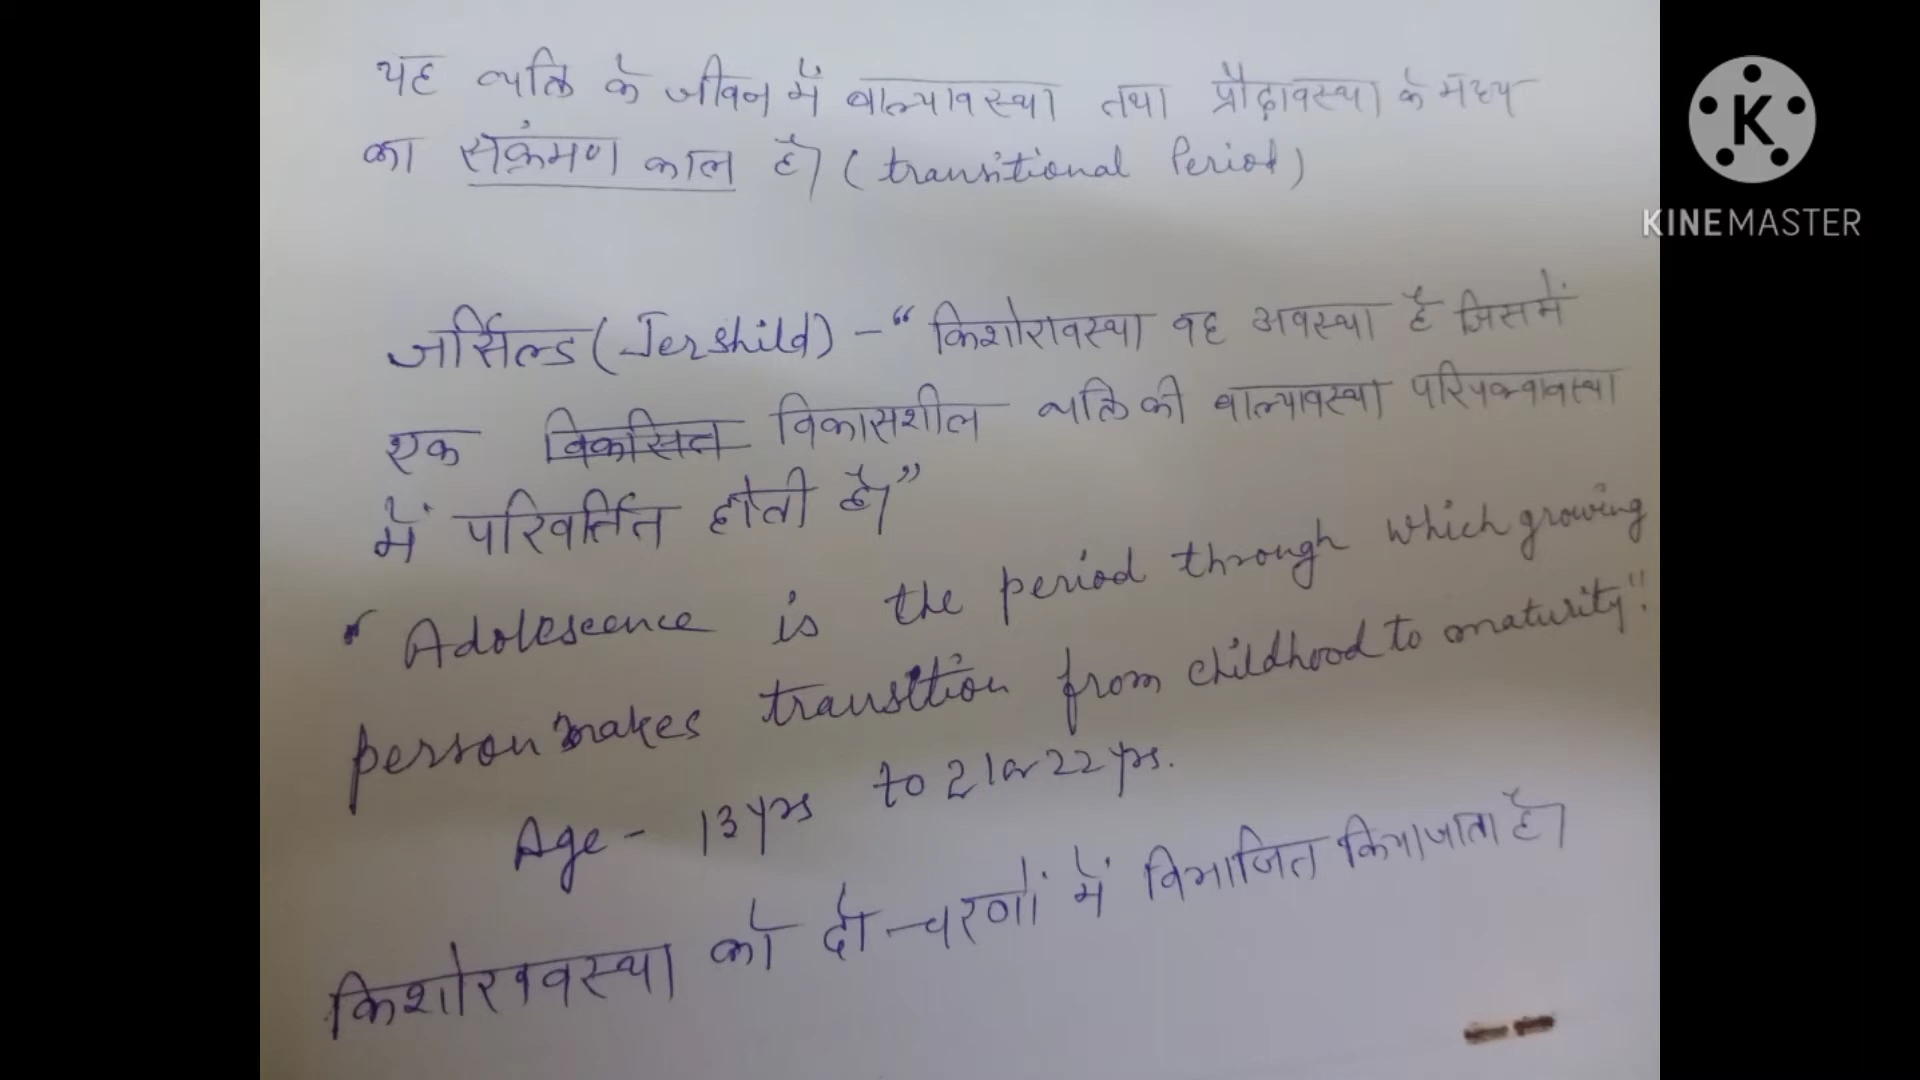 यह व्यक्ति के जीवन में बाल्यावस्था तथा प्रौढ़ावस्था के मध्य
का संक्रमण काल है। (transitional Period)
KINEMASTER
जर्सिल्ड (Jershild) - “किशोरावस्था वह अवस्था है जिसमें
एक विकसित विकासशील व्यक्ति की बाल्यावस्था परिपक्वावस्था
में परिवर्तित होती है।”
" Adolescence is the period through which growing
person makes transition from childhood to maturity".
Age - 13 yrs to 21 or 22 yrs.
किशोरावस्था को दो चरणों में विभाजित किया जाता है।